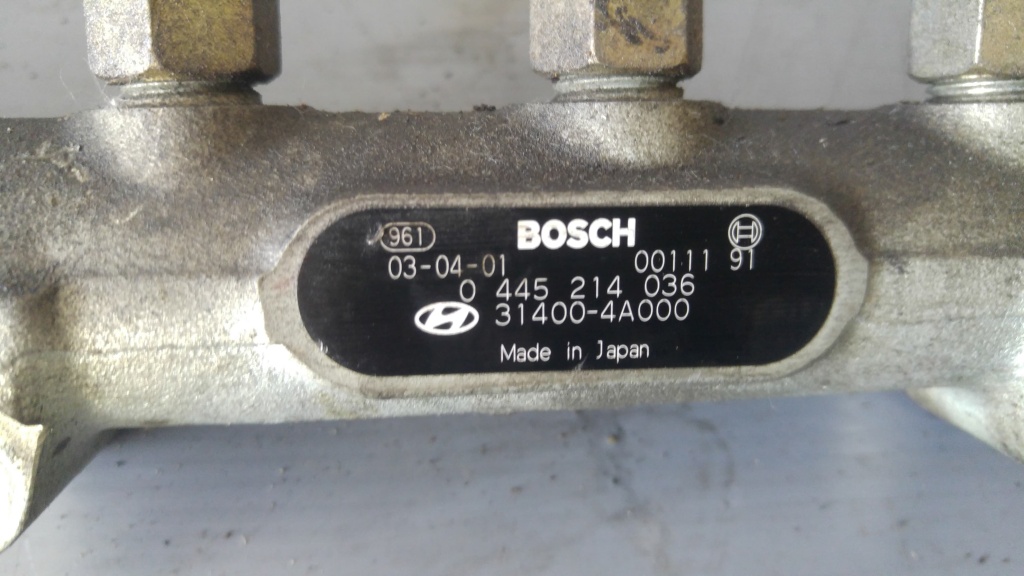 961 BOSCH
03-04-01 00111 91
0 445 214 036
31400-4A000
Made in Japan